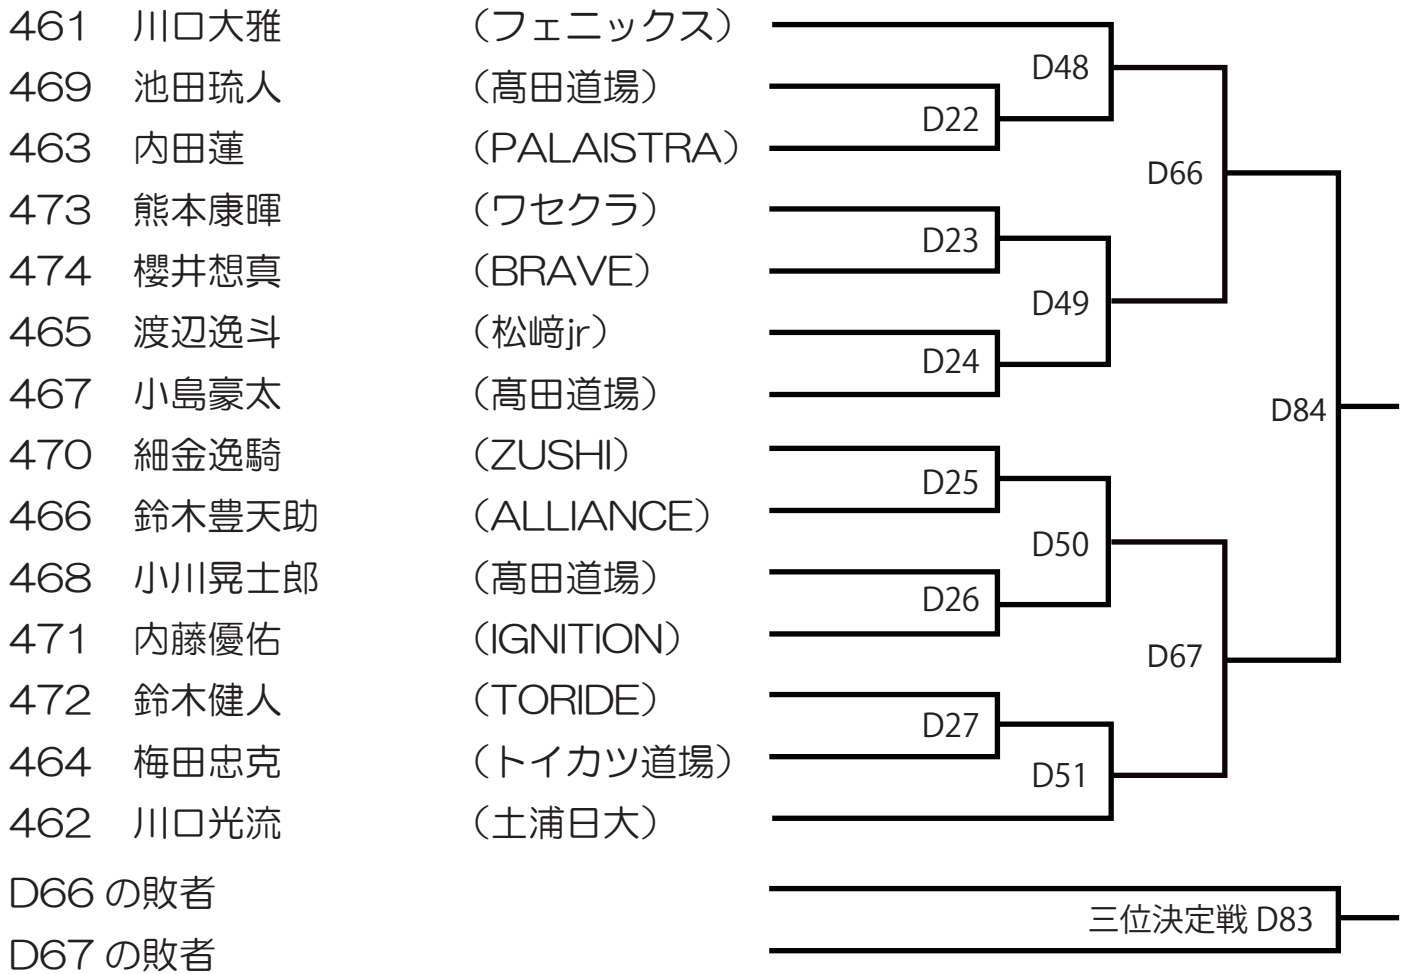 461 川口大雅 （フェニックス）
D48
469 池田琉人 （髙田道場）
D22
463 内田蓮 （PALAISTRA）
D66
473 熊本康暉 （ワセクラ）
D23
474 櫻井想真 （BRAVE）
D49
465 渡辺逸斗 （松﨑jr）
D24
467 小島豪太 （髙田道場）
D84
470 細金逸騎 （ZUSHI）
D25
466 鈴木豊天助 （ALLIANCE）
D50
468 小川晃士郎 （髙田道場）
D26
471 内藤優佑 （IGNITION）
D67
472 鈴木健人 （TORIDE）
D27
464 梅田忠克 （トイカツ道場）
D51
462 川口光流 （土浦日大）
D66 の敗者
三位決定戦 D83
D67 の敗者